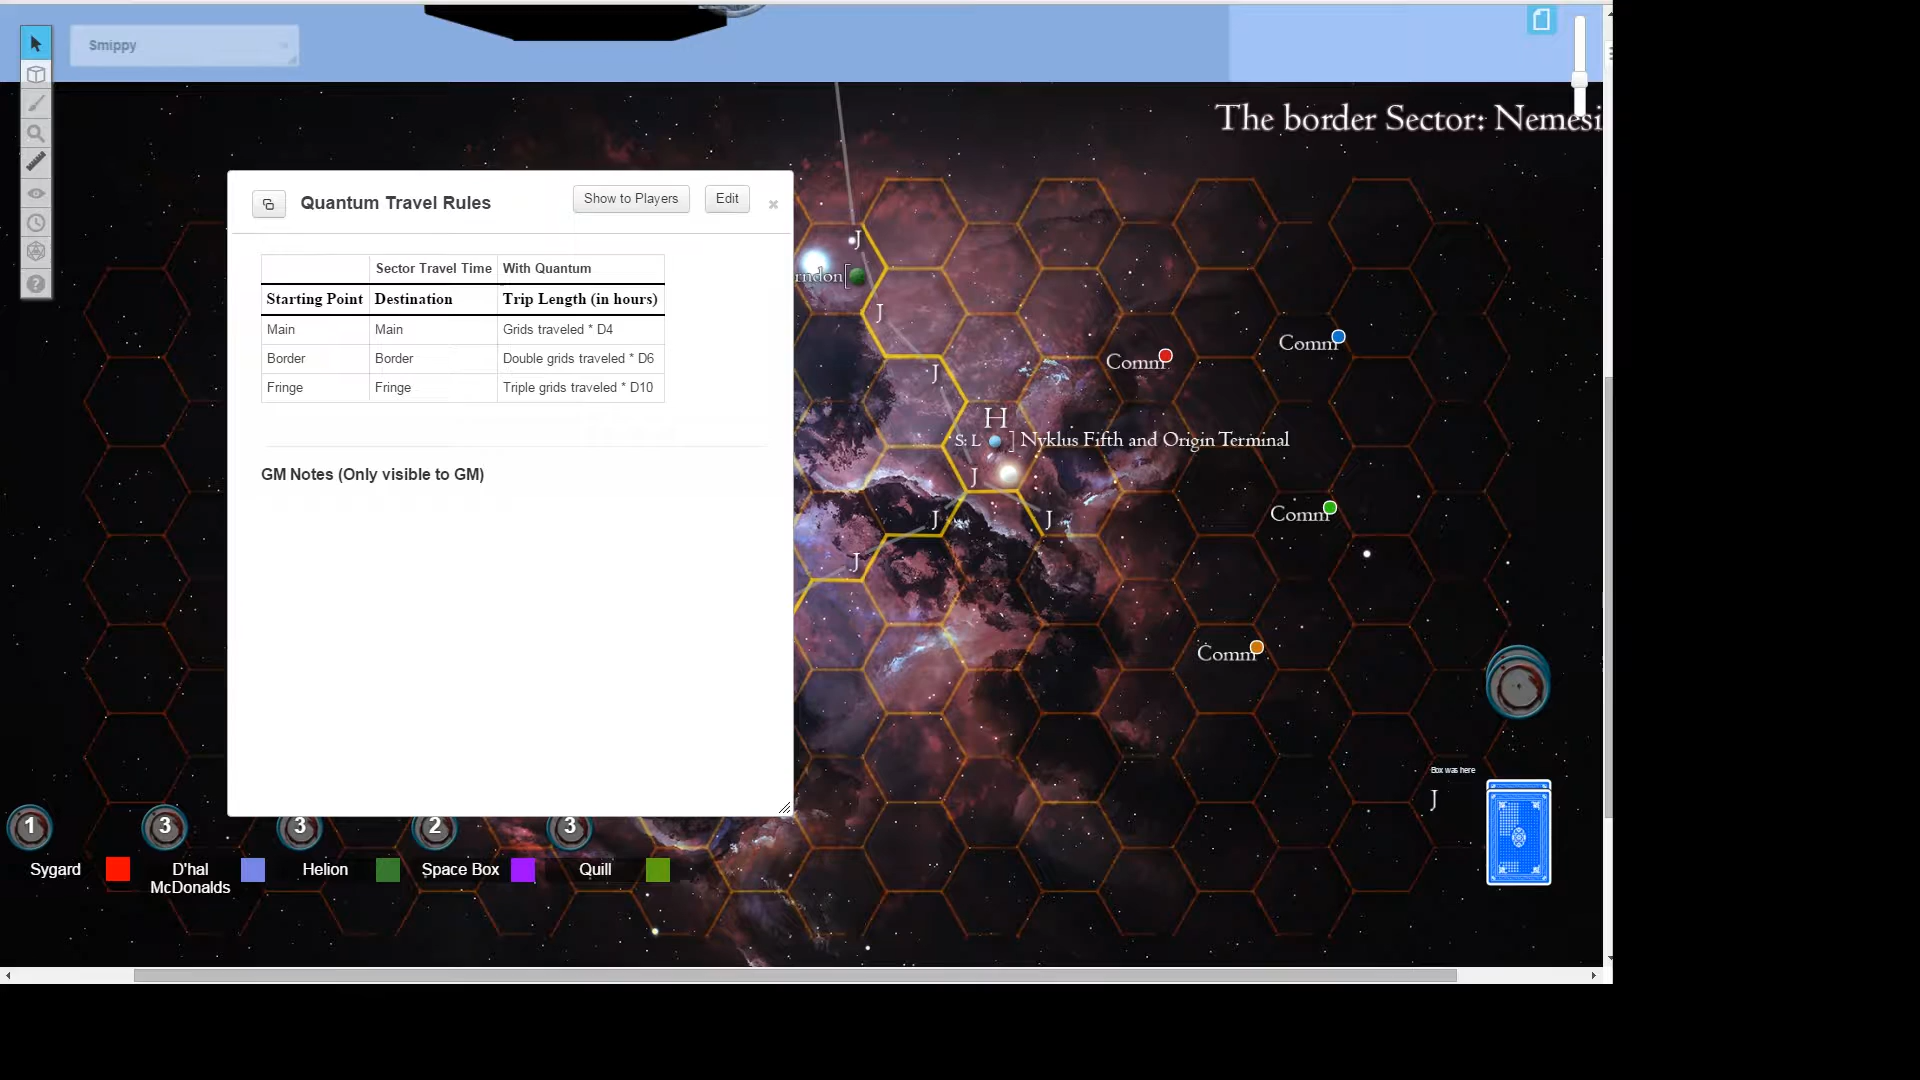 Smippy
The border Sector: Nemesi
Quantum Travel Rules
Show to Players
Edit
Sector Travel Time With Quantum
Starting Point Destination Trip Length (in hours)
Main Main Grids traveled * D4
Border Border Double grids traveled * D6
Fringe Fringe Triple grids traveled * D10
GM Notes (Only visible to GM)
J
rndon [
J
J
Comm
Comm
H
S: L ] Nyklus Fifth and Origin Terminal
J
J
J
Comm
J
Comm
Box was here
J
1
3
3
2
3
Sygard
D'hal
McDonalds
Helion
Space Box
Quill